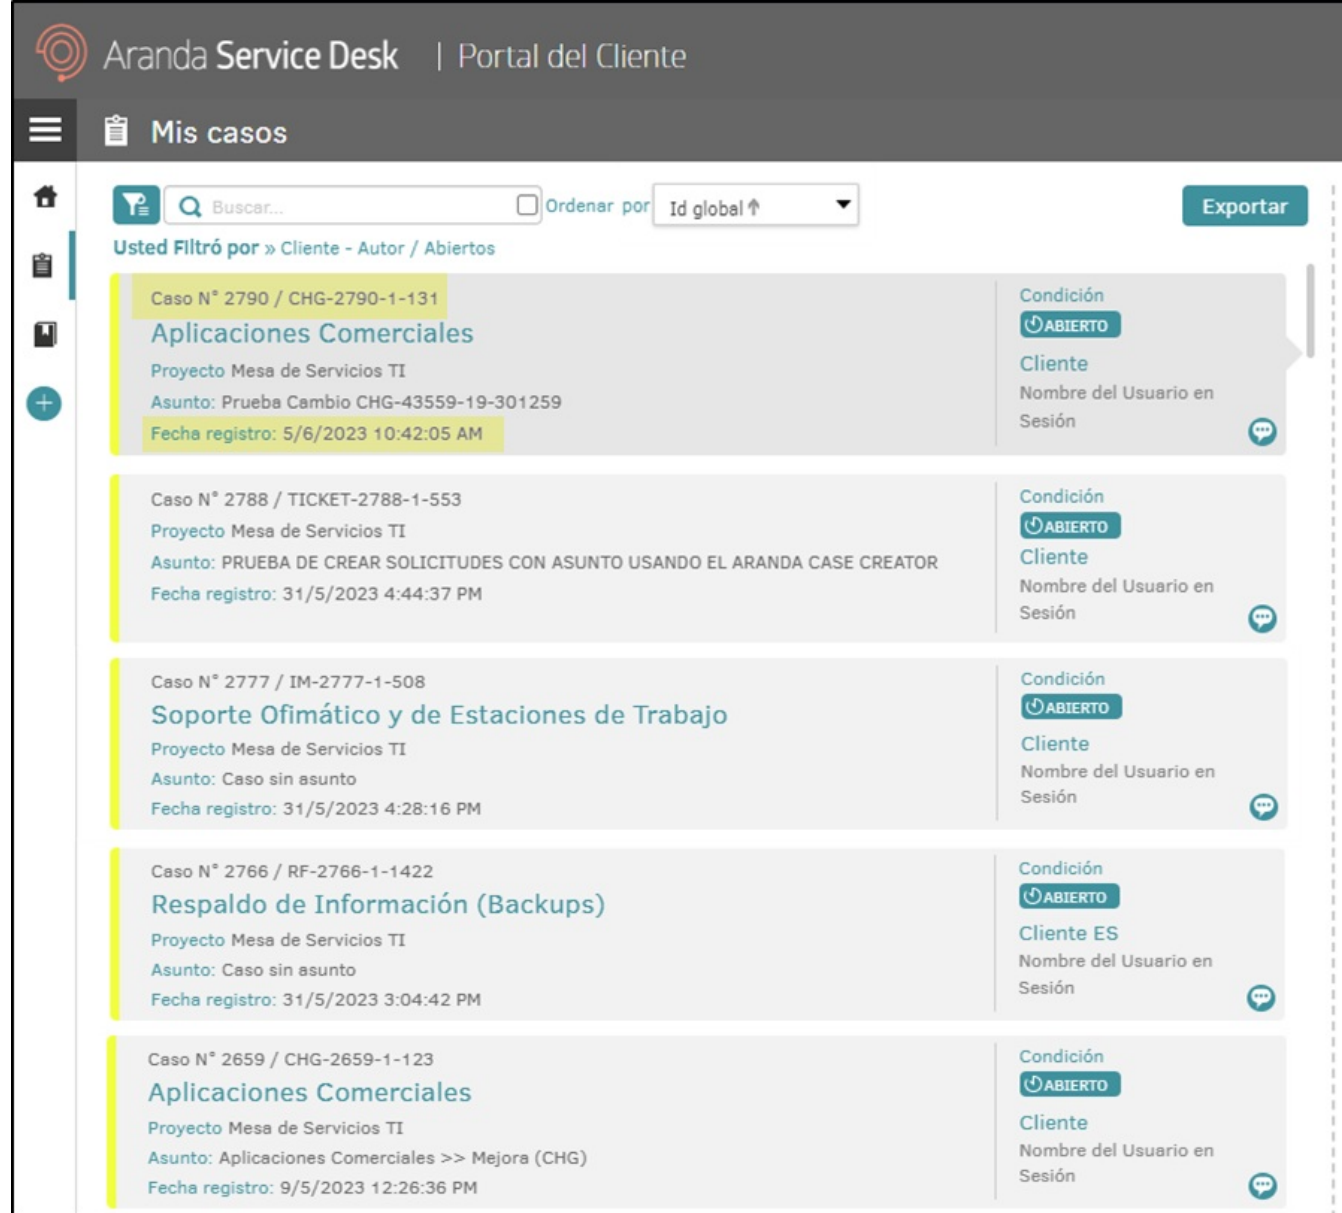 Aranda Service Desk | Portal del Cliente
Mis casos
Buscar...
Ordenar por
Id global ↑
Exportar
Usted FIltró por » Cliente - Autor / Abiertos
Caso N° 2790 / CHG-2790-1-131
Aplicaciones Comerciales
Proyecto Mesa de Servicios TI
Asunto: Prueba Cambio CHG-43559-19-301259
Fecha registro: 5/6/2023 10:42:05 AM
Condición
ABIERTO
Cliente
Nombre del Usuario en
Sesión
Caso N° 2788 / TICKET-2788-1-553
Proyecto Mesa de Servicios TI
Asunto: PRUEBA DE CREAR SOLICITUDES CON ASUNTO USANDO EL ARANDA CASE CREATOR
Fecha registro: 31/5/2023 4:44:37 PM
Condición
ABIERTO
Cliente
Nombre del Usuario en
Sesión
Caso N° 2777 / IM-2777-1-508
Soporte Ofimático y de Estaciones de Trabajo
Proyecto Mesa de Servicios TI
Asunto: Caso sin asunto
Fecha registro: 31/5/2023 4:28:16 PM
Condición
ABIERTO
Cliente
Nombre del Usuario en
Sesión
Caso N° 2766 / RF-2766-1-1422
Respaldo de Información (Backups)
Proyecto Mesa de Servicios TI
Asunto: Caso sin asunto
Fecha registro: 31/5/2023 3:04:42 PM
Condición
ABIERTO
Cliente ES
Nombre del Usuario en
Sesión
Caso N° 2659 / CHG-2659-1-123
Aplicaciones Comerciales
Proyecto Mesa de Servicios TI
Asunto: Aplicaciones Comerciales >> Mejora (CHG)
Fecha registro: 9/5/2023 12:26:36 PM
Condición
ABIERTO
Cliente
Nombre del Usuario en
Sesión